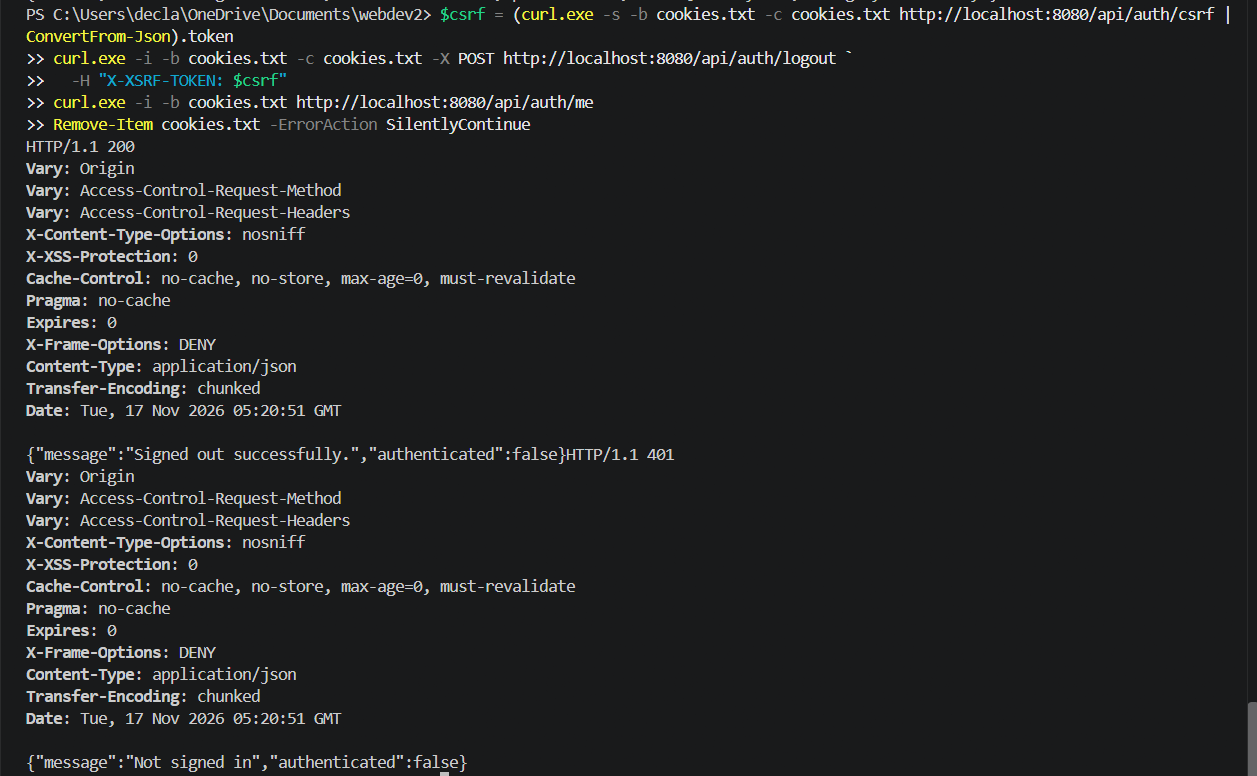 PS C:\Users\decla\OneDrive\Documents\webdev2> $csrf = (curl.exe -s -b cookies.txt -c cookies.txt http://localhost:8080/api/auth/csrf |
ConvertFrom-Json).token
>> curl.exe -i -b cookies.txt -c cookies.txt -X POST http://localhost:8080/api/auth/logout `
>>   -H "X-XSRF-TOKEN: $csrf"
>> curl.exe -i -b cookies.txt http://localhost:8080/api/auth/me
>> Remove-Item cookies.txt -ErrorAction SilentlyContinue
HTTP/1.1 200
Vary: Origin
Vary: Access-Control-Request-Method
Vary: Access-Control-Request-Headers
X-Content-Type-Options: nosniff
X-XSS-Protection: 0
Cache-Control: no-cache, no-store, max-age=0, must-revalidate
Pragma: no-cache
Expires: 0
X-Frame-Options: DENY
Content-Type: application/json
Transfer-Encoding: chunked
Date: Tue, 17 Nov 2026 05:20:51 GMT

{"message":"Signed out successfully.","authenticated":false}HTTP/1.1 401
Vary: Origin
Vary: Access-Control-Request-Method
Vary: Access-Control-Request-Headers
X-Content-Type-Options: nosniff
X-XSS-Protection: 0
Cache-Control: no-cache, no-store, max-age=0, must-revalidate
Pragma: no-cache
Expires: 0
X-Frame-Options: DENY
Content-Type: application/json
Transfer-Encoding: chunked
Date: Tue, 17 Nov 2026 05:20:51 GMT

{"message":"Not signed in","authenticated":false}